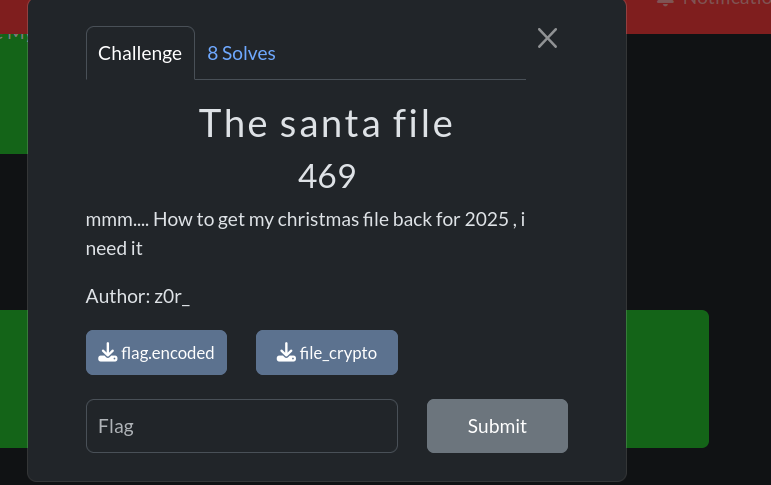 Challenge
8 Solves
The santa file
469
mmm.... How to get my christmas file back for 2025 , i
need it
Author: z0r_
flag.encoded
file_crypto
Flag
Submit